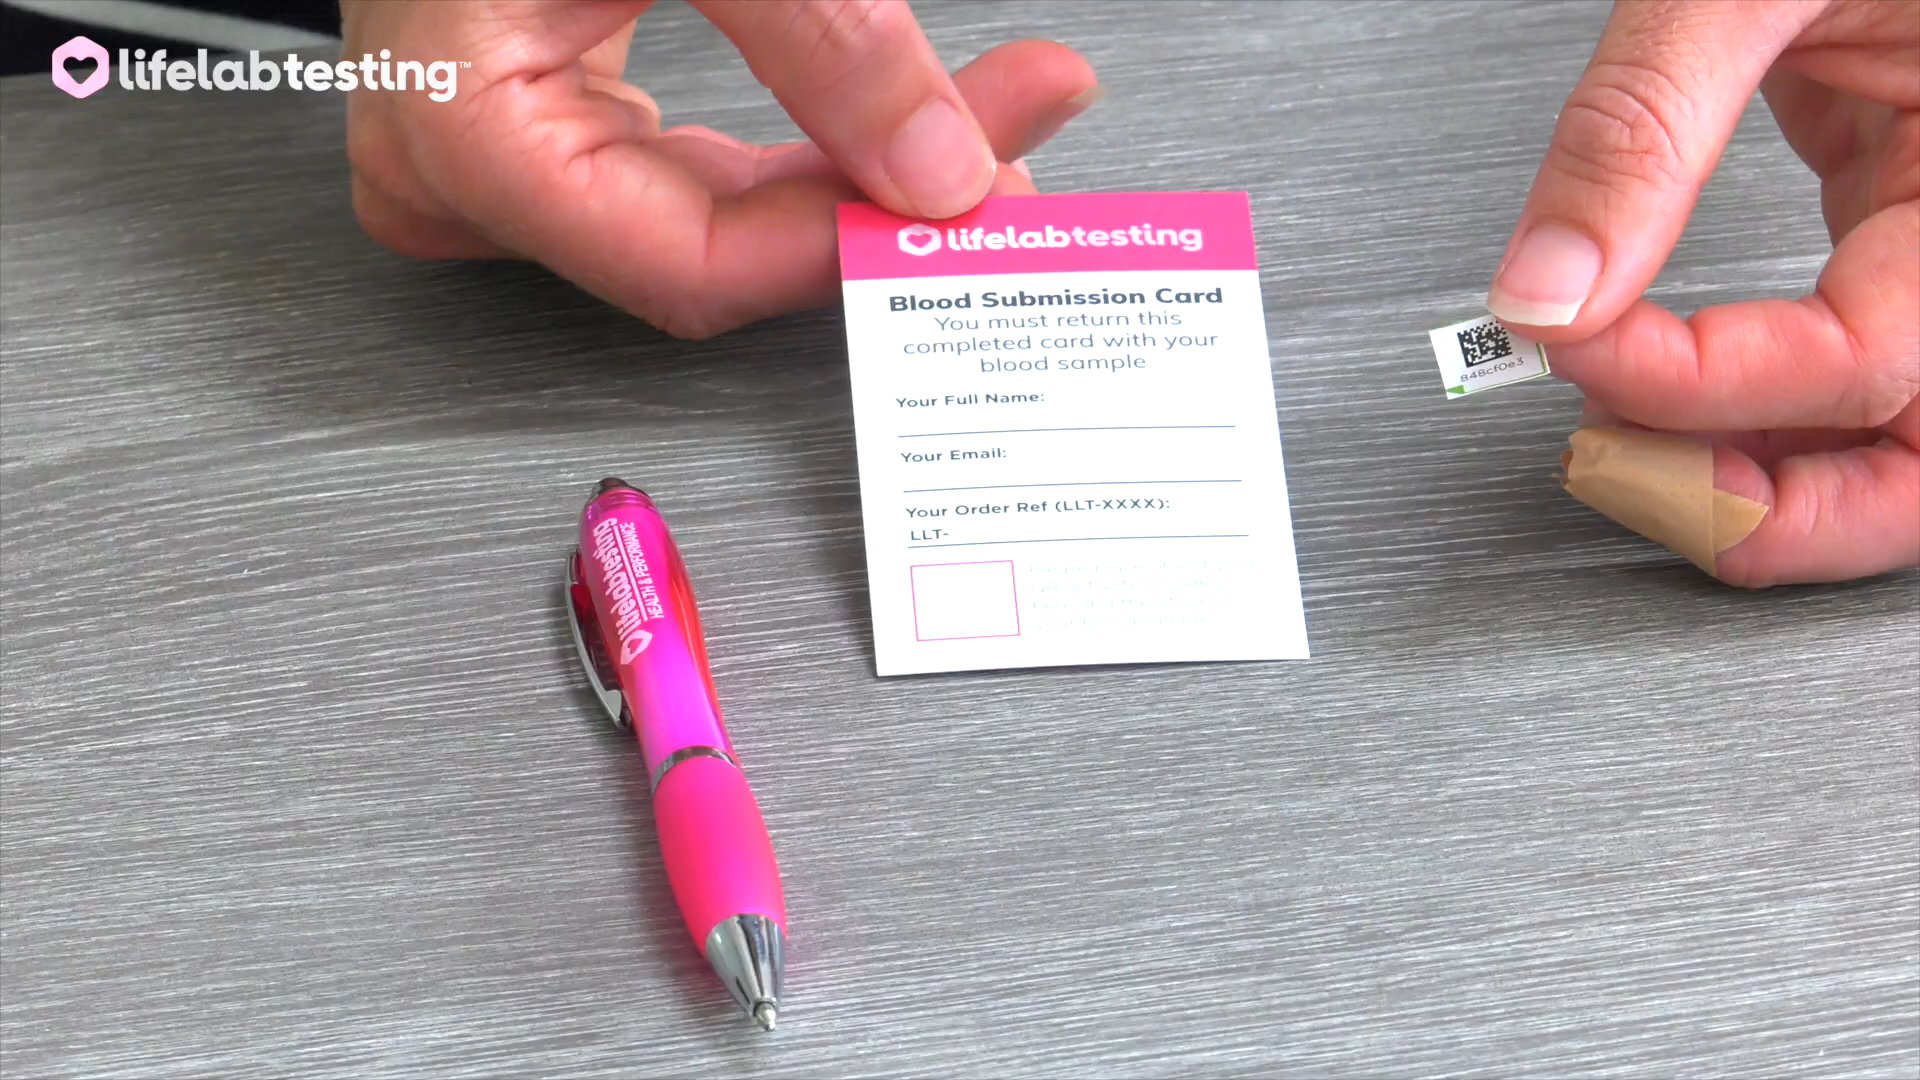 lifelabtesting™
lifelabtesting
Blood Submission Card
You must return this
completed card with your
blood sample
Your Full Name:
Your Email:
Your Order Ref (LLT-XXXX):
LLT-
848cf0e3
lifelabtesting
HEALTH & PERFORMANCE